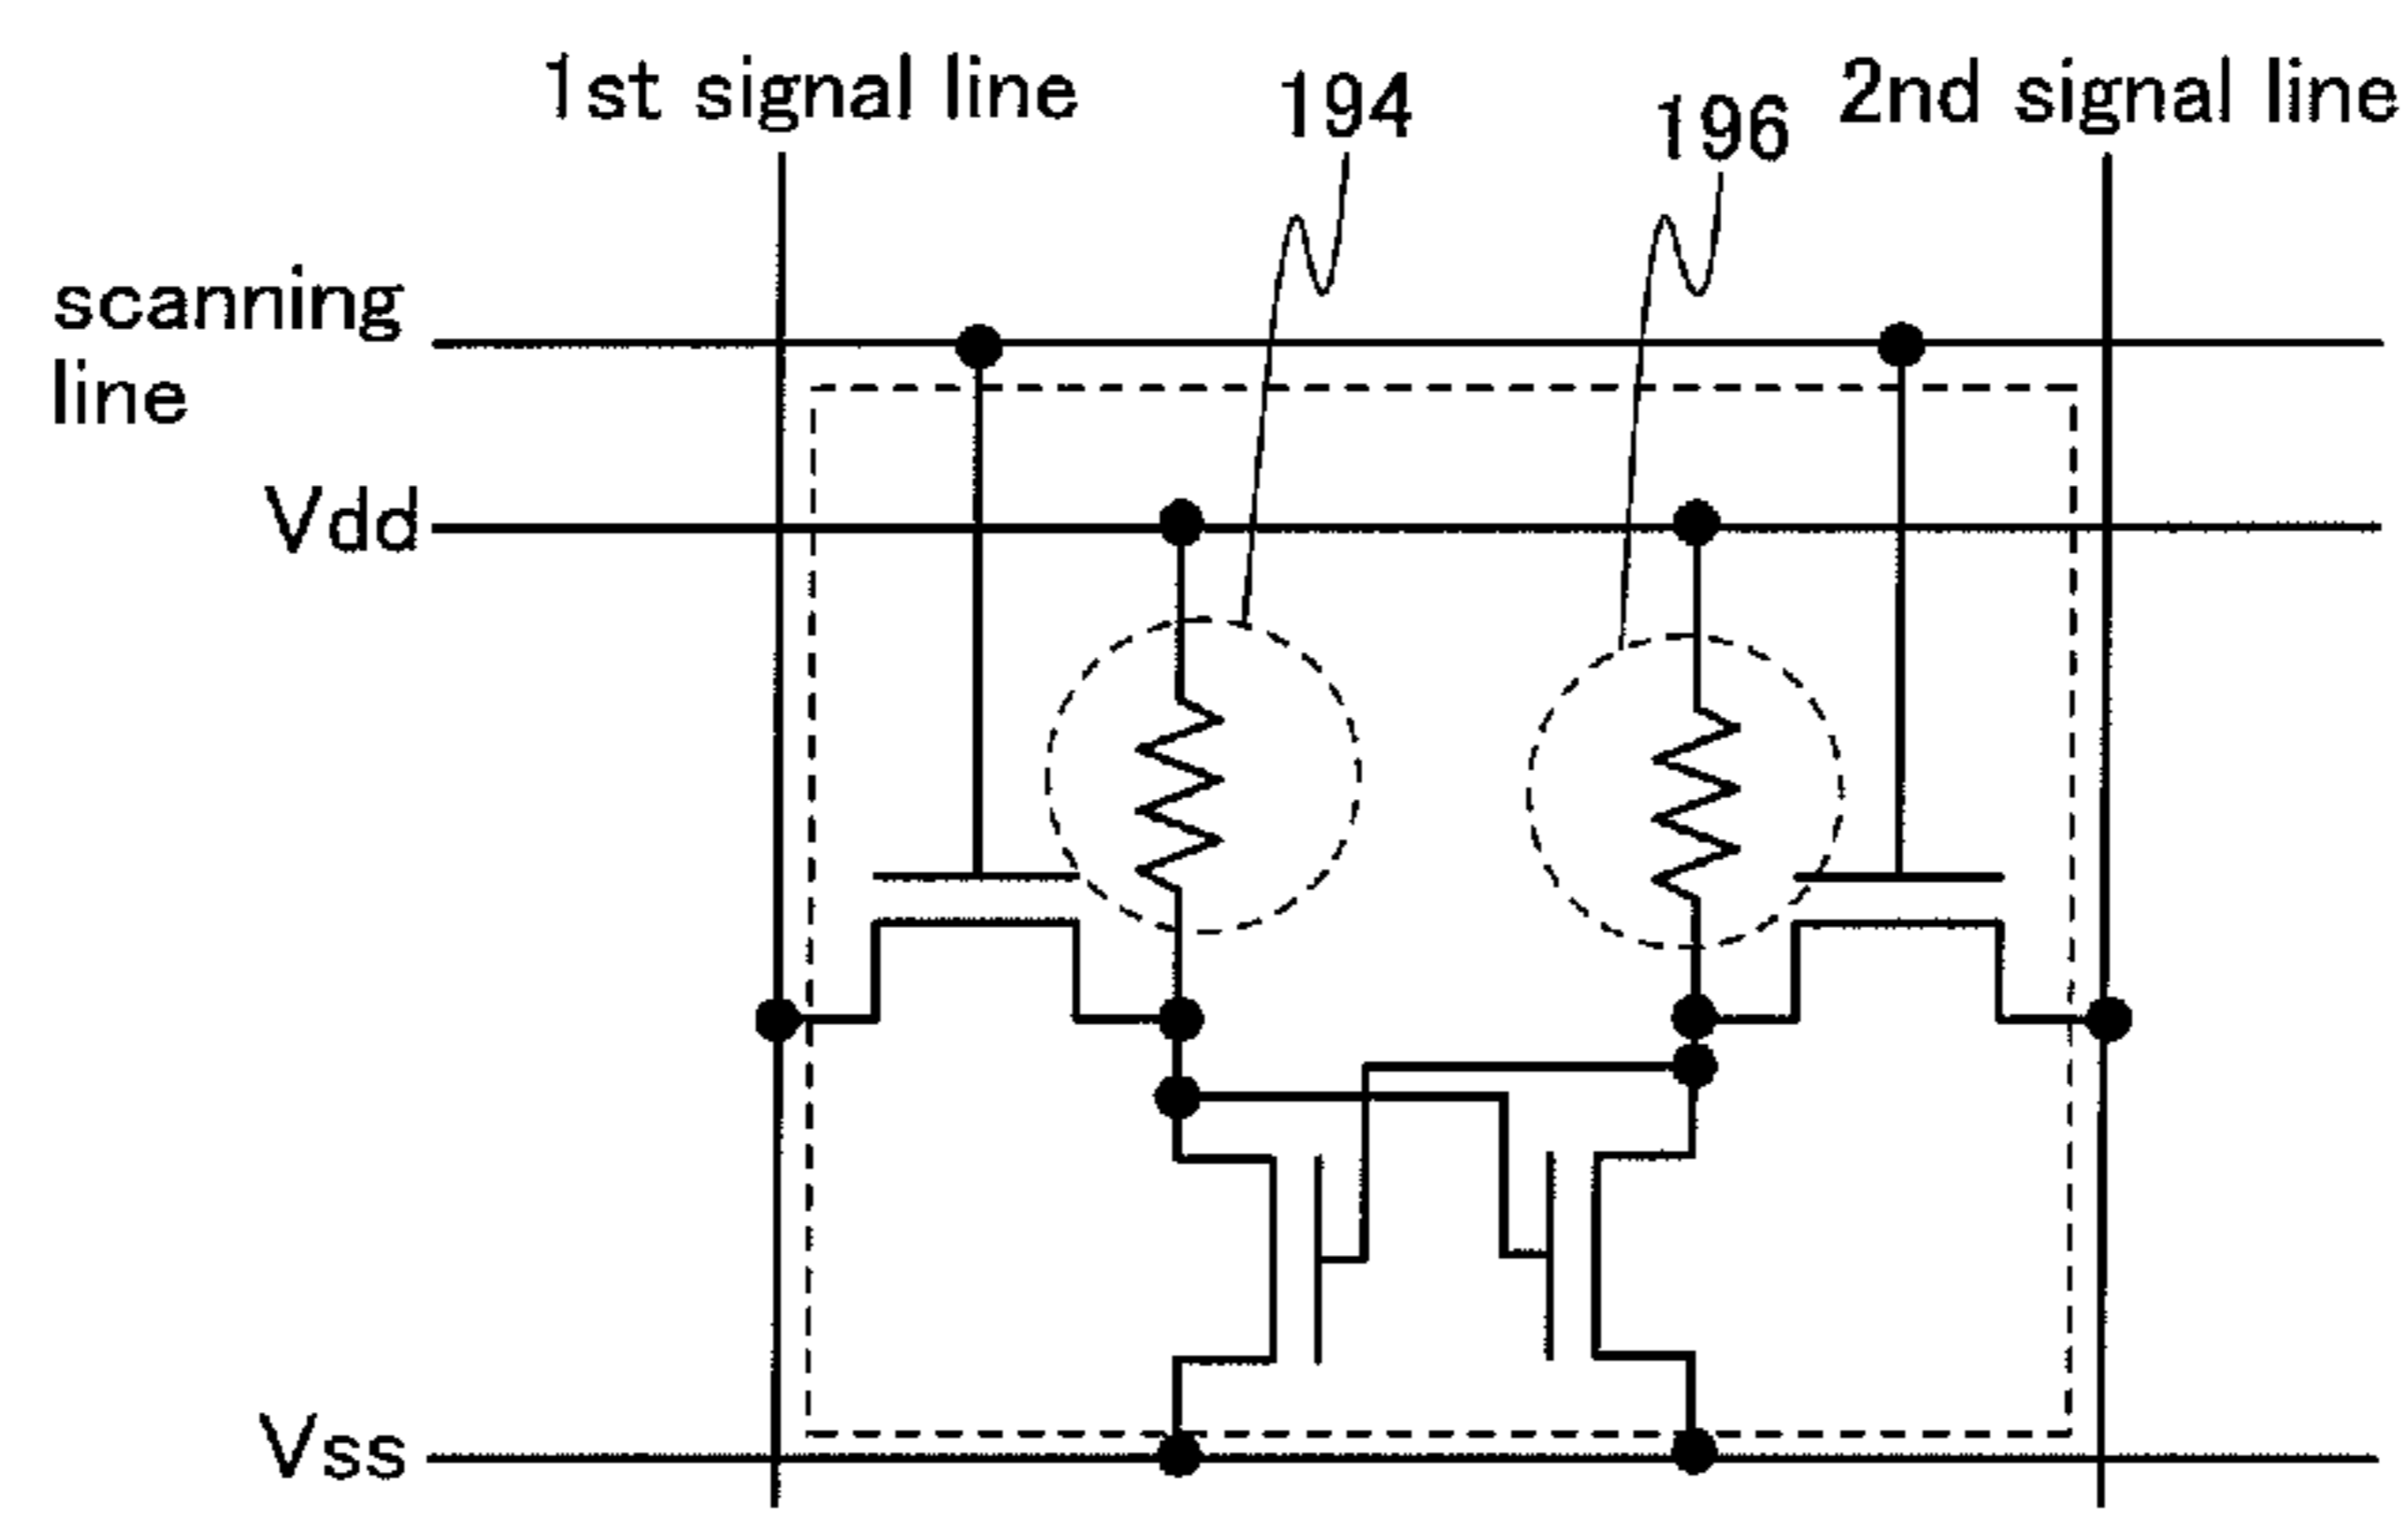 1st signal line
194
196
2nd signal line
scanning
line
Vdd
Vss